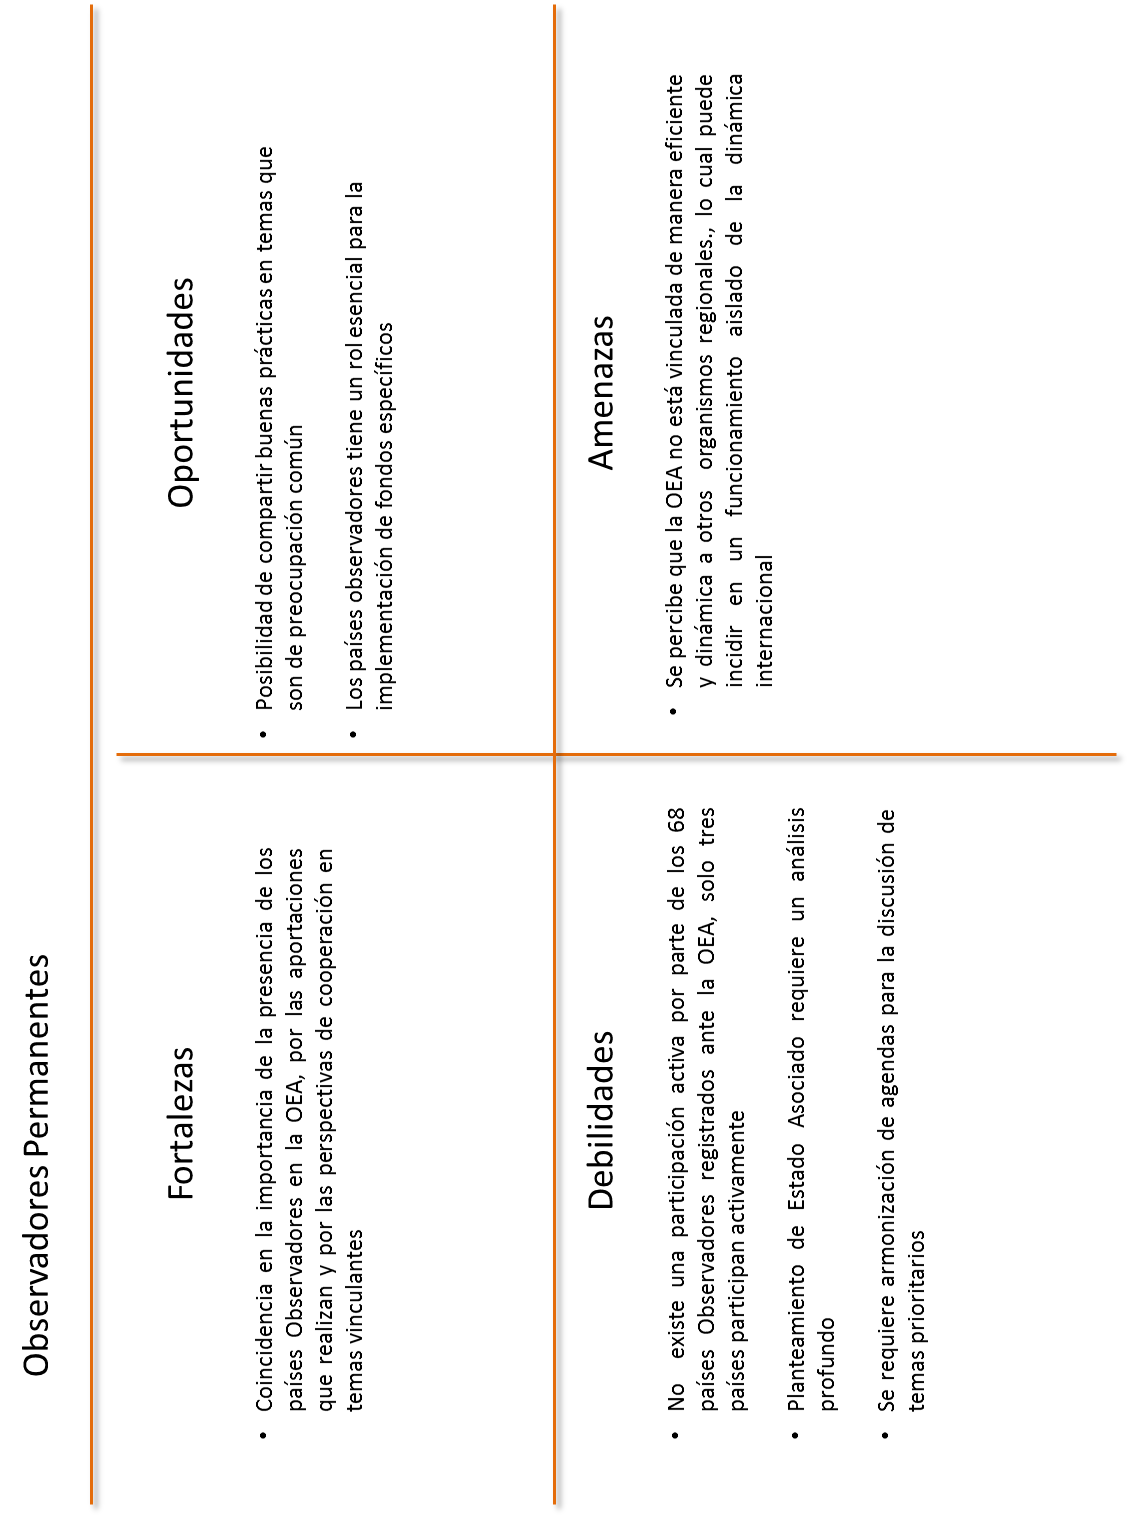 Observadores Permanentes
Fortalezas
• Coincidencia en la importancia de la presencia de los
países Observadores en la OEA, por las aportaciones
que realizan y por las perspectivas de cooperación en
temas vinculantes
Oportunidades
• Posibilidad de compartir buenas prácticas en temas que
son de preocupación común
• Los países observadores tiene un rol esencial para la
implementación de fondos específicos
Debilidades
• No existe una participación activa por parte de los 68
países Observadores registrados ante la OEA, solo tres
países participan activamente
• Planteamiento de Estado Asociado requiere un análisis
profundo
• Se requiere armonización de agendas para la discusión de
temas prioritarios
Amenazas
• Se percibe que la OEA no está vinculada de manera eficiente
y dinámica a otros organismos regionales., lo cual puede
incidir en un funcionamiento aislado de la dinámica
internacional